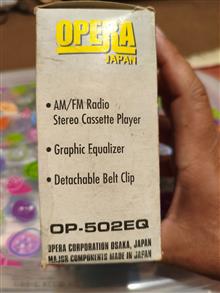 OPERA
JAPAN
• AM/FM Radio
Stereo Cassette Player
• Graphic Equalizer
• Detachable Belt Clip
OP-502EQ
OPERA CORPORATION OSAKA, JAPAN
MAJOR COMPONENTS MADE IN JAPAN